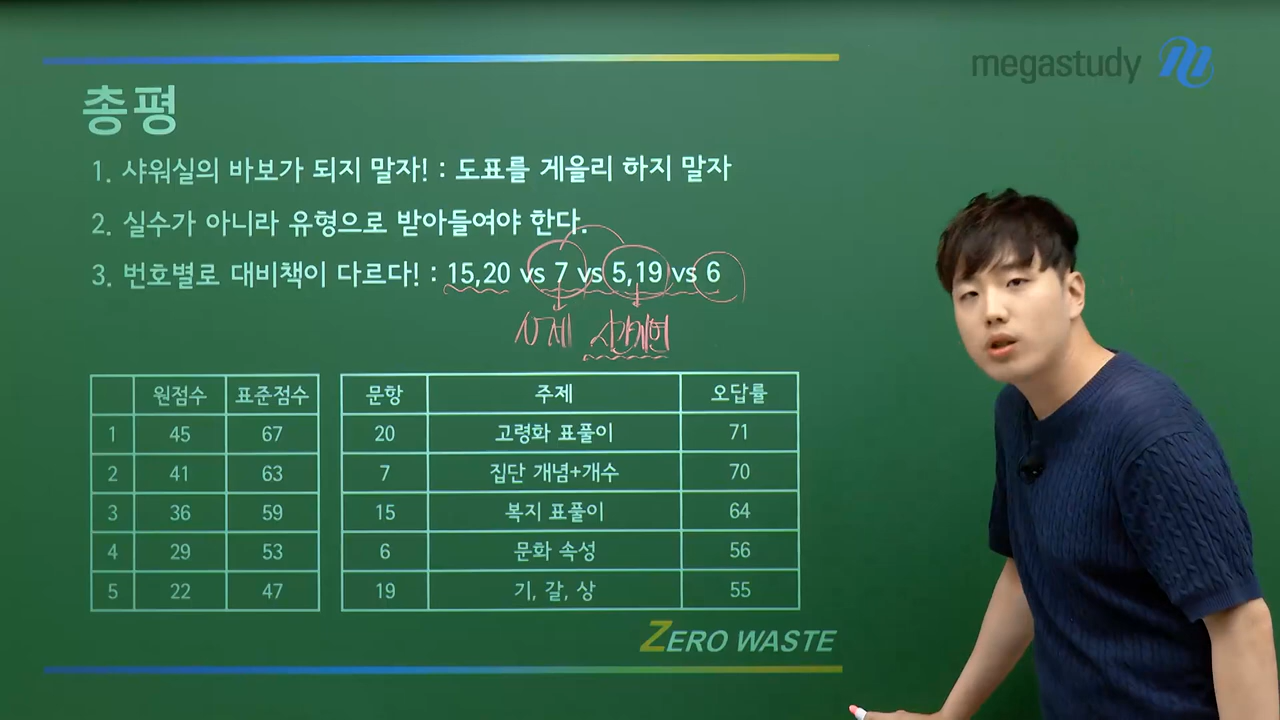 megastudy
총평
1. 샤워실의 바보가 되지 말자! : 도표를 게을리 하지 말자
2. 실수가 아니라 유형으로 받아들여야 한다.
3. 번호별로 대비책이 다르다! : 15,20 vs 7 vs 5,19 vs 6
사례 시간개념
원점수 표준점수
1 45 67
2 41 63
3 36 59
4 29 53
5 22 47
문항 주제 오답률
20 고령화 표풀이 71
7 집단 개념+개수 70
15 복지 표풀이 64
6 문화 속성 56
19 기, 갈, 상 55
ZERO WASTE